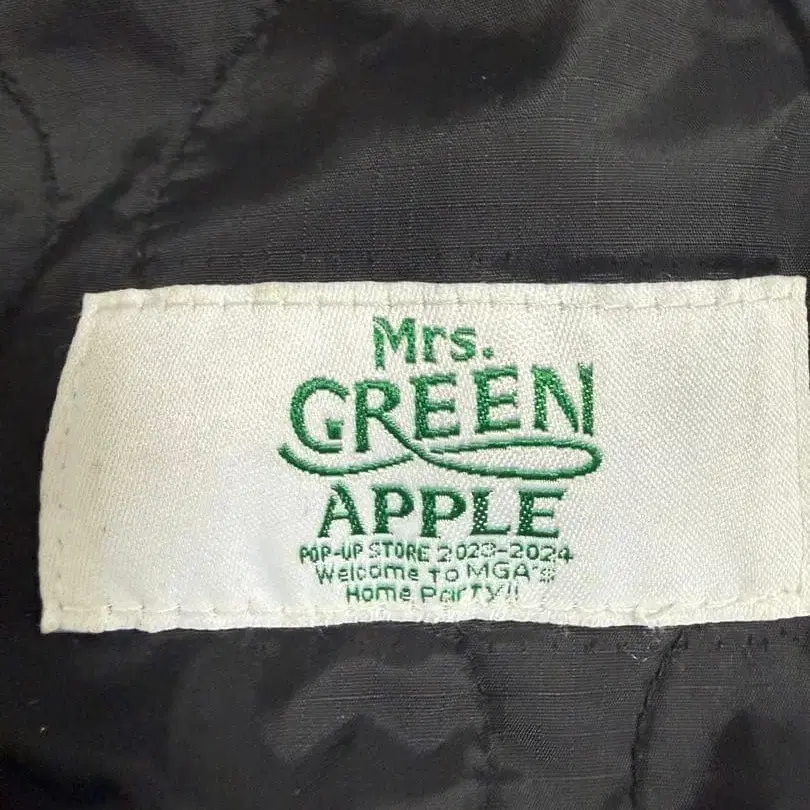 Mrs.
GREEN
APPLE
POP-UP STORE 2023-2024
Welcome To MGA's
Home Party!!